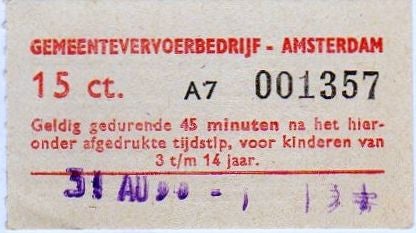 GEMEENTEVERVOERBEDRIJF - AMSTERDAM
15 ct. A7 001357
Geldig gedurende 45 minuten na het hier-
onder afgedrukte tijdstip, voor kinderen van
3 t/m 14 jaar.
31 AU